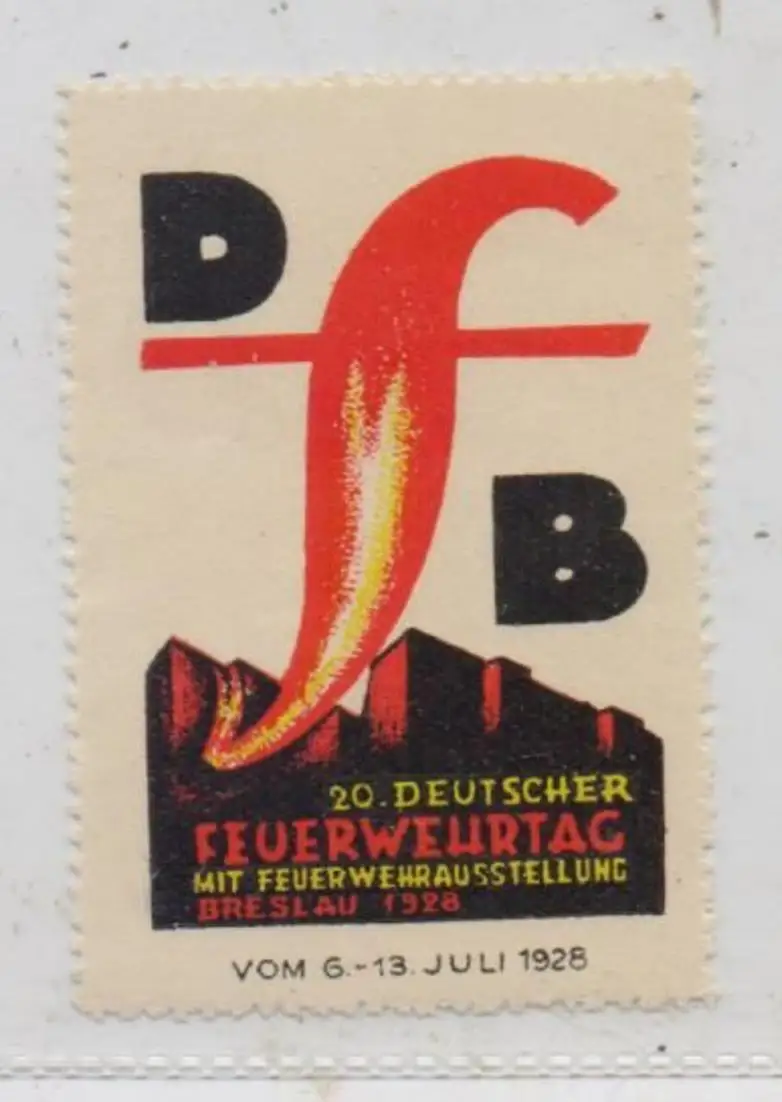 D
f
B
20. DEUTSCHER
FEUERWEHRTAG
MIT FEUERWEHRAUSSTELLUNG
BRESLAU 1928
VOM 6.-13. JULI 1928